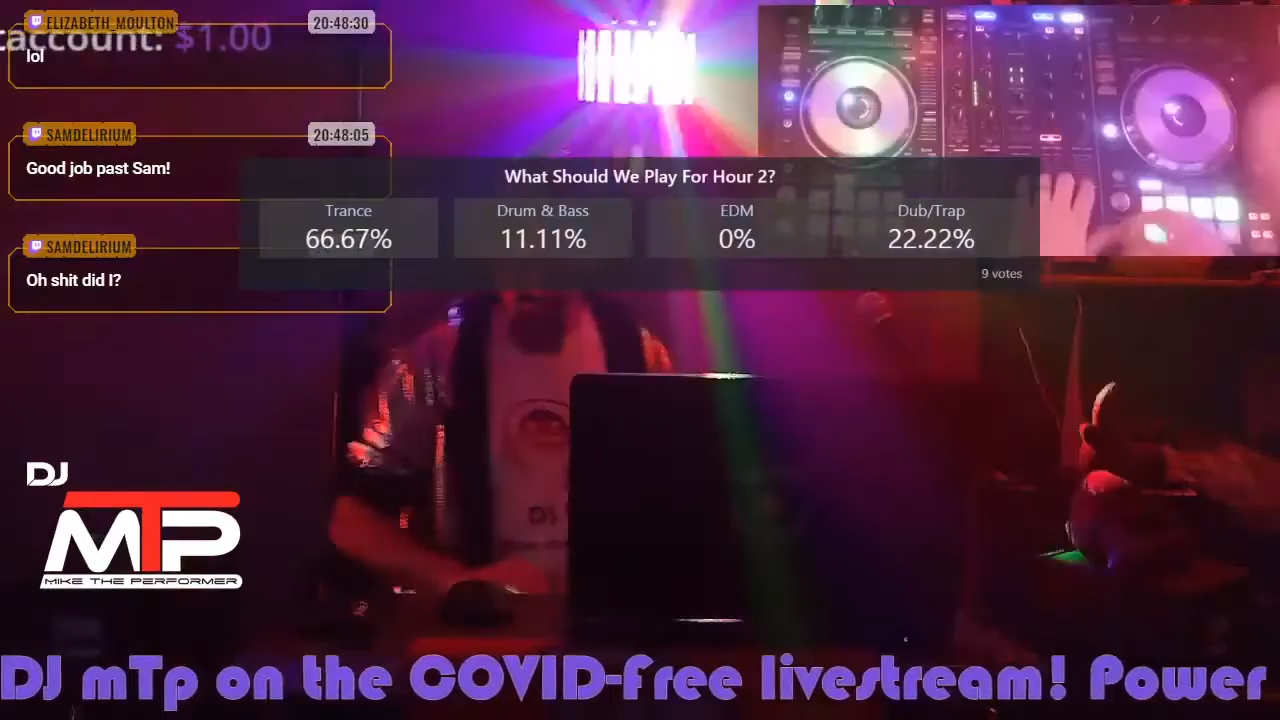 ELIZABETH_MOULTON 20:48:30
account: $1.00
lol
SAMDELIRIUM 20:48:05
Good job past Sam!
SAMDELIRIUM
Oh shit did I?
What Should We Play For Hour 2?
Trance Drum & Bass EDM Dub/Trap
66.67% 11.11% 0% 22.22%
9 votes
DJ
MTP
MIKE THE PERFORMER
DJ mTp on the COVID-Free livestream! Power